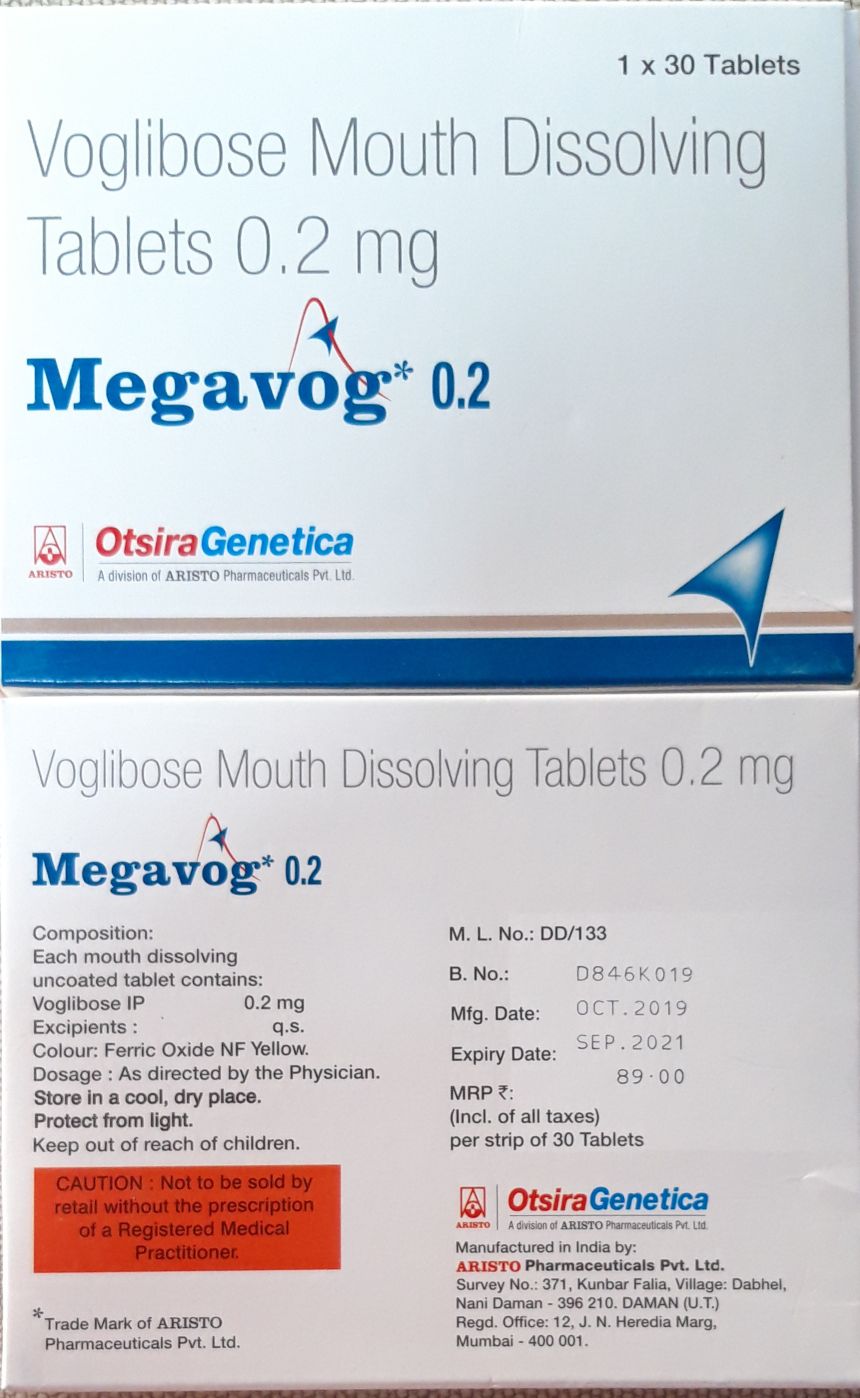 1 x 30 Tablets
Voglibose Mouth Dissolving
Tablets 0.2 mg
Megavog* 0.2
ARISTO
OtsiraGenetica
A division of ARISTO Pharmaceuticals Pvt. Ltd.
Voglibose Mouth Dissolving Tablets 0.2 mg
Megavog* 0.2
Composition:
Each mouth dissolving
uncoated tablet contains:
Voglibose IP 0.2 mg
Excipients : q.s.
Colour: Ferric Oxide NF Yellow.
Dosage : As directed by the Physician.
Store in a cool, dry place.
Protect from light.
Keep out of reach of children.
CAUTION : Not to be sold by
retail without the prescription
of a Registered Medical
Practitioner.
*Trade Mark of ARISTO
Pharmaceuticals Pvt. Ltd.
M. L. No.: DD/133
B. No.: D846K019
Mfg. Date: OCT.2019
Expiry Date: SEP.2021
MRP ₹: 89.00
(Incl. of all taxes)
per strip of 30 Tablets
ARISTO
OtsiraGenetica
A division of ARISTO Pharmaceuticals Pvt. Ltd.
Manufactured in India by:
ARISTO Pharmaceuticals Pvt. Ltd.
Survey No.: 371, Kunbar Falia, Village: Dabhel,
Nani Daman - 396 210. DAMAN (U.T.)
Regd. Office: 12, J. N. Heredia Marg,
Mumbai - 400 001.